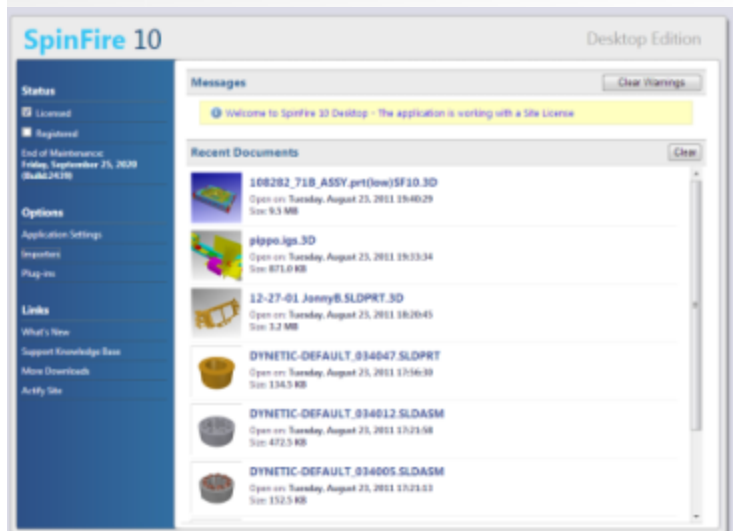 SpinFire 10
Desktop Edition
Status
Licensed
Registered
End of Maintenance:
Friday, September 25, 2020
(Build:2439)
Options
Application Settings
Importers
Plug-ins
Links
What's New
Support Knowledge Base
More Downloads
Actify Site
Messages
Clear Warnings
Welcome to SpinFire 10 Desktop - The application is working with a Site License
Recent Documents
Clear
108282_71B_ASSY.prt(low)SF10.3D
Open on: Tuesday, August 23, 2011 19:40:29
Size: 9.5 MB
pippo.igs.3D
Open on: Tuesday, August 23, 2011 19:33:34
Size: 871.0 KB
12-27-01 JonnyB.SLDPRT.3D
Open on: Tuesday, August 23, 2011 18:20:45
Size: 3.2 MB
DYNETIC-DEFAULT_034047.SLDPRT
Open on: Tuesday, August 23, 2011 17:56:30
Size: 134.5 KB
DYNETIC-DEFAULT_034012.SLDASM
Open on: Tuesday, August 23, 2011 17:21:58
Size: 472.5 KB
DYNETIC-DEFAULT_034005.SLDASM
Open on: Tuesday, August 23, 2011 17:21:13
Size: 152.5 KB